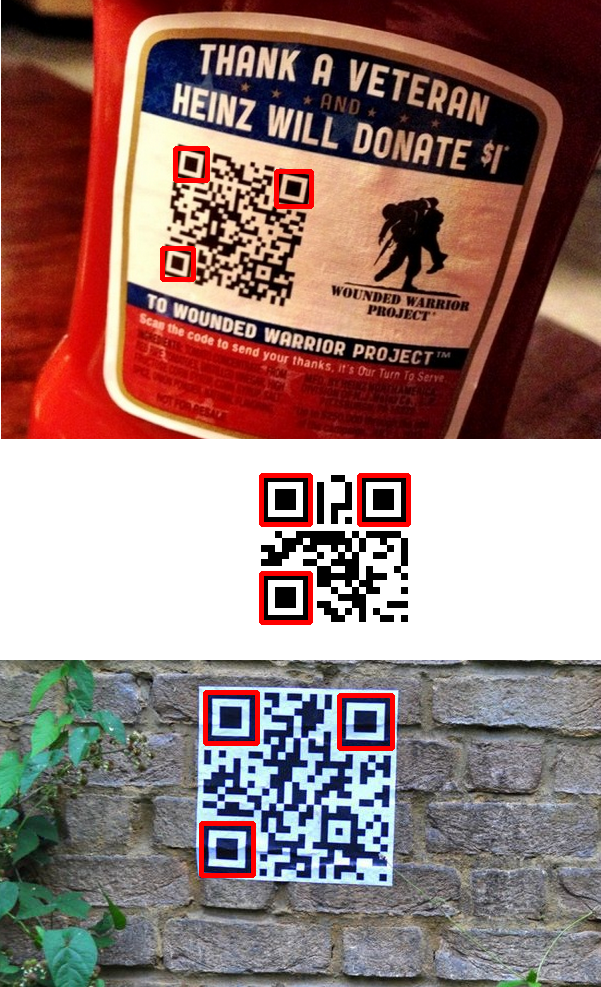 THANK A VETERAN
★ ★ AND ★ ★ ★
HEINZ WILL DONATE $1*
WOUNDED WARRIOR
PROJECT®
TO WOUNDED WARRIOR PROJECT™
Scan the code to send your thanks, it's Our Turn To Serve.
NOT FOR RESALE